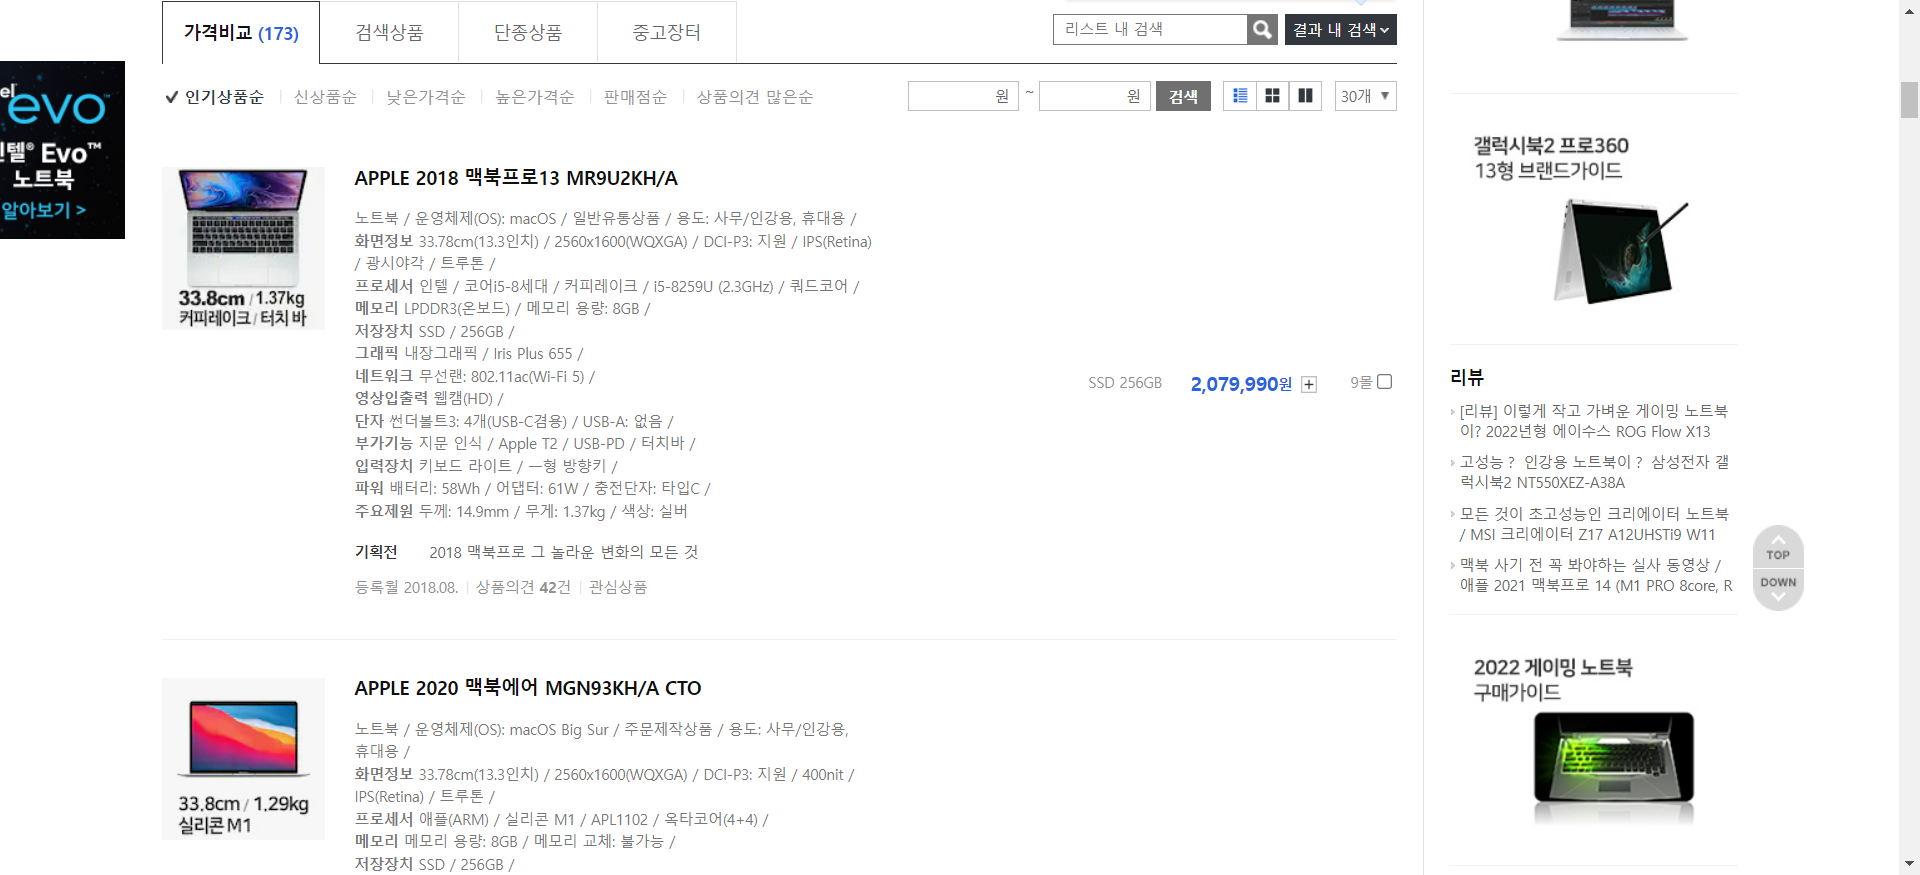 가격비교 (173)
검색상품
단종상품
중고장터
리스트 내 검색
결과 내 검색
인기상품순
신상품순
낮은가격순
높은가격순
판매점순
상품의견 많은순
원 ~ 원 검색
30개 ▼
evo
Evo™
노트북
알아보기 >
33.8cm / 1.37kg
커피레이크 / 터치 바
APPLE 2018 맥북프로13 MR9U2KH/A
노트북 / 운영체제(OS): macOS / 일반유통상품 / 용도: 사무/인강용, 휴대용 /
화면정보 33.78cm(13.3인치) / 2560x1600(WQXGA) / DCI-P3: 지원 / IPS(Retina)
/ 광시야각 / 트루톤 /
프로세서 인텔 / 코어i5-8세대 / 커피레이크 / i5-8259U (2.3GHz) / 쿼드코어 /
메모리 LPDDR3(온보드) / 메모리 용량: 8GB /
저장장치 SSD / 256GB /
그래픽 내장그래픽 / Iris Plus 655 /
네트워크 무선랜: 802.11ac(Wi-Fi 5) /
영상입출력 웹캠(HD) /
단자 썬더볼트3: 4개(USB-C겸용) / USB-A: 없음 /
부가기능 지문 인식 / Apple T2 / USB-PD / 터치바 /
입력장치 키보드 라이트 / ㅡ형 방향키 /
파워 배터리: 58Wh / 어댑터: 61W / 충전단자: 타입C /
주요제원 두께: 14.9mm / 무게: 1.37kg / 색상: 실버
기획전 2018 맥북프로 그 놀라운 변화의 모든 것
등록월 2018.08. 상품의견 42건 관심상품
SSD 256GB 2,079,990원 9몰
33.8cm / 1.29kg
실리콘 M1
APPLE 2020 맥북에어 MGN93KH/A CTO
노트북 / 운영체제(OS): macOS Big Sur / 주문제작상품 / 용도: 사무/인강용,
휴대용 /
화면정보 33.78cm(13.3인치) / 2560x1600(WQXGA) / DCI-P3: 지원 / 400nit /
IPS(Retina) / 트루톤 /
프로세서 애플(ARM) / 실리콘 M1 / APL1102 / 옥타코어(4+4) /
메모리 메모리 용량: 8GB / 메모리 교체: 불가능 /
저장장치 SSD / 256GB /
갤럭시북2 프로360
13형 브랜드가이드
리뷰
[리뷰] 이렇게 작고 가벼운 게이밍 노트북
이? 2022년형 에이수스 ROG Flow X13
고성능？ 인강용 노트북이？ 삼성전자 갤
럭시북2 NT550XEZ-A38A
모든 것이 초고성능인 크리에이터 노트북
/ MSI 크리에이터 Z17 A12UHSTi9 W11
맥북 사기 전 꼭 봐야하는 실사 동영상 /
애플 2021 맥북프로 14 (M1 PRO 8core, R
TOP
DOWN
2022 게이밍 노트북
구매가이드